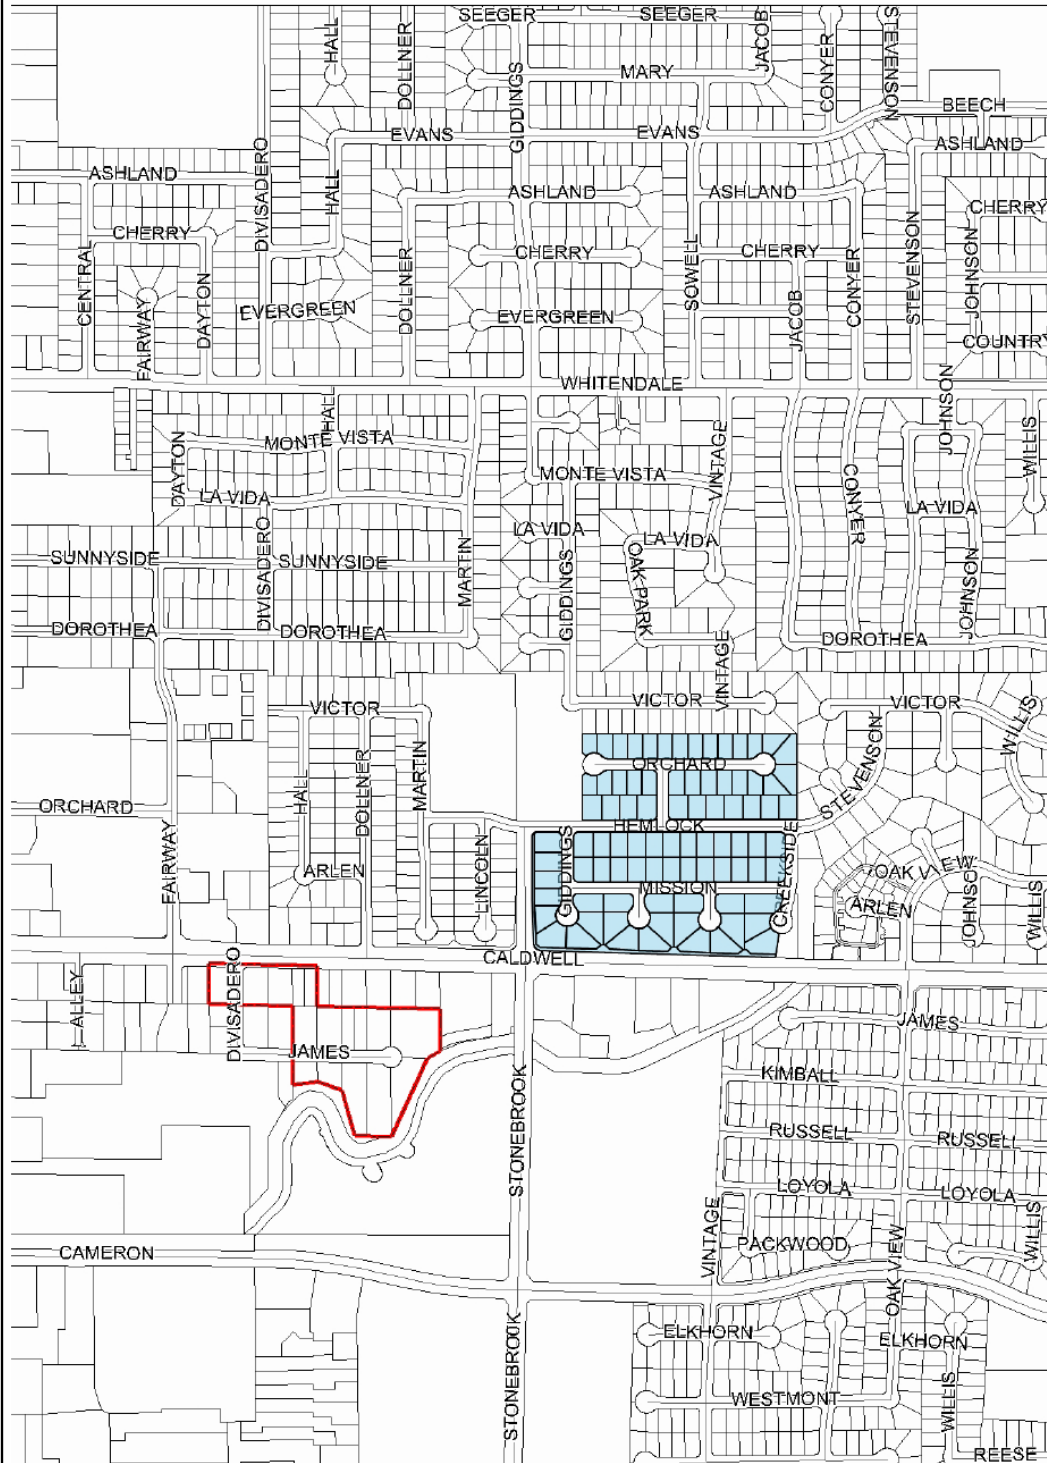 SEEGER
SEEGER
HALL
DOLLNER
GIDDINGS
JACOB
CONYER
STEVENSON
MARY
BEECH
EVANS
EVANS
ASHLAND
DIVISADERO
ASHLAND
HALL
ASHLAND
ASHLAND
CHERRY
CHERRY
CENTRAL
DAYTON
DOLLNER
CHERRY
SOWELL
CHERRY
CONYER
STEVENSON
JOHNSON
FAIRWAY
EVERGREEN
EVERGREEN
JACOB
COUNTRY
WHITENDALE
HALL
JOHNSON
DAYTON
MONTE VISTA
MONTE VISTA
VINTAGE
CONYER
WILLIS
LA VIDA
LA VIDA
LA VIDA
LA VIDA
SUNNYSIDE
DIVISADERO
SUNNYSIDE
MARTIN
GIDDINGS
OAK PARK
JOHNSON
DOROTHEA
DOROTHEA
DOROTHEA
VINTAGE
VICTOR
VICTOR
VICTOR
WILLIS
HALL
DOLLNER
MARTIN
ORCHARD
STEVENSON
ORCHARD
HEMLOCK
FAIRWAY
ARLEN
LINCOLN
GIDDINGS
MISSION
CREEKSIDE
OAK VIEW
ARLEN
JOHNSON
WILLIS
CALDWELL
ALLEY
DIVISADERO
JAMES
JAMES
STONEBROOK
KIMBALL
RUSSELL
RUSSELL
LOYOLA
LOYOLA
VINTAGE
PACKWOOD
OAK VIEW
WILLIS
CAMERON
STONEBROOK
ELKHORN
ELKHORN
WESTMONT
WILLIS
REESE